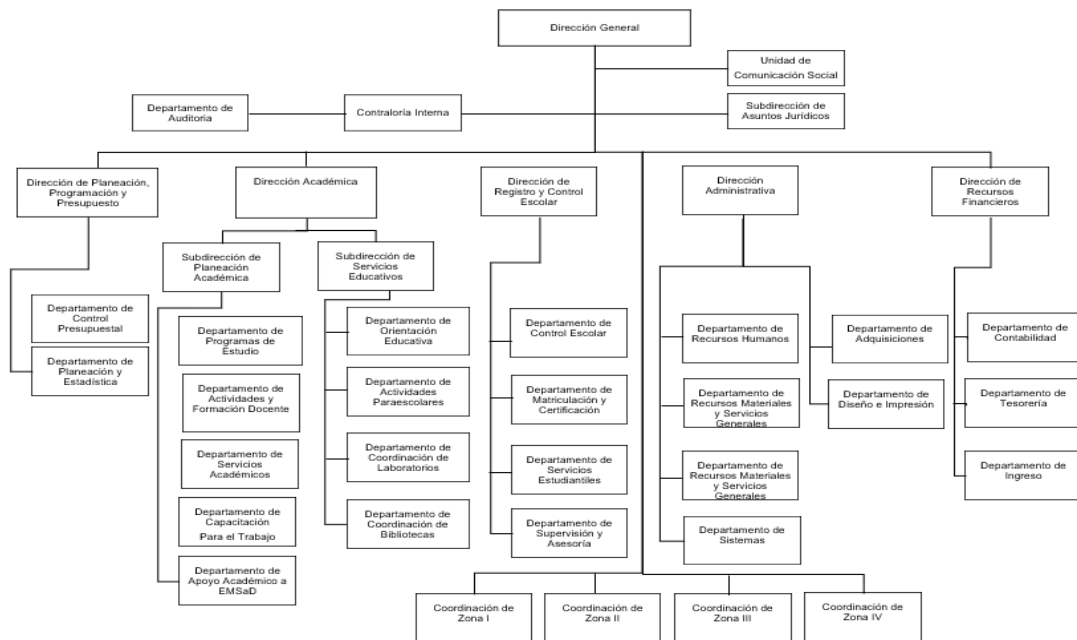 Dirección General
Unidad de
Comunicación Social
Departamento de
Auditoria
Contraloría Interna
Subdirección de
Asuntos Jurídicos
Dirección de Planeación,
Programación y
Presupuesto
Dirección Académica
Dirección de
Registro y Control
Escolar
Dirección
Administrativa
Dirección de
Recursos
Financieros
Subdirección de
Planeación
Académica
Subdirección de
Servicios
Educativos
Departamento de
Control
Presupuestal
Departamento de
Planeación y
Estadística
Departamento de
Programas de
Estudio
Departamento de
Actividades y
Formación Docente
Departamento de
Servicios
Académicos
Departamento de
Capacitación
Para el Trabajo
Departamento de
Apoyo Académico a
EMSaD
Departamento de
Orientación
Educativa
Departamento de
Actividades
Paraescolares
Departamento de
Coordinación de
Laboratorios
Departamento de
Coordinación de
Bibliotecas
Departamento de
Control Escolar
Departamento de
Matriculación y
Certificación
Departamento de
Servicios
Estudiantiles
Departamento de
Supervisión y
Asesoría
Departamento de
Recursos Humanos
Departamento de
Recursos Materiales
y Servicios
Generales
Departamento de
Recursos Materiales
y Servicios
Generales
Departamento de
Sistemas
Departamento de
Adquisiciones
Departamento de
Diseño e Impresión
Departamento de
Contabilidad
Departamento de
Tesorería
Departamento de
Ingreso
Coordinación de
Zona I
Coordinación de
Zona II
Coordinación de
Zona III
Coordinación de
Zona IV